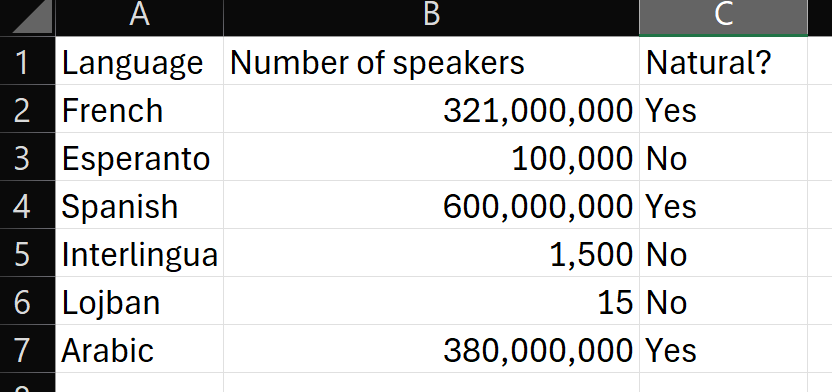 A B C
1 Language Number of speakers Natural?
2 French 321,000,000 Yes
3 Esperanto 100,000 No
4 Spanish 600,000,000 Yes
5 Interlingua 1,500 No
6 Lojban 15 No
7 Arabic 380,000,000 Yes